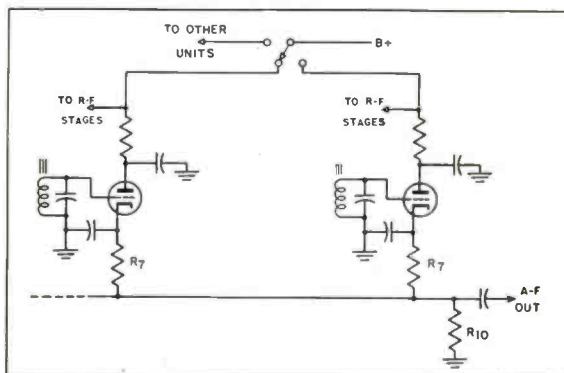 TO OTHER
UNITS
B+
TO R-F
STAGES
TO R-F
STAGES
R7
R7
A-F
OUT
R10